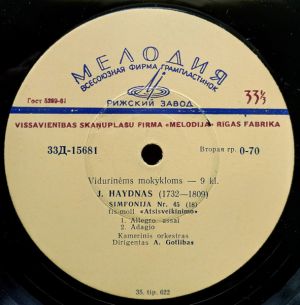 МЕЛОДИЯ
ВСЕСОЮЗНАЯ ФИРМА ГРАМПЛАСТИНОК
РИЖСКИЙ ЗАВОД
Гост 5289-61
33⅓
VISSAVIENĪBAS SKAŅUPLAŠU FIRMA «MELODIJA» RĪGAS FABRIKA
33Д-15681
Вторая гр. 0-70
Vidurinėms mokykloms — 9 kl.
J. HAYDNAS (1732—1809)
SIMFONIJA Nr. 45 (18)
fis-moll «Atsisveikinimo»
1. Allegro assai
2. Adagio
Kamerinis orkestras
Dirigentas A. Gotlibas
35. tip. 622